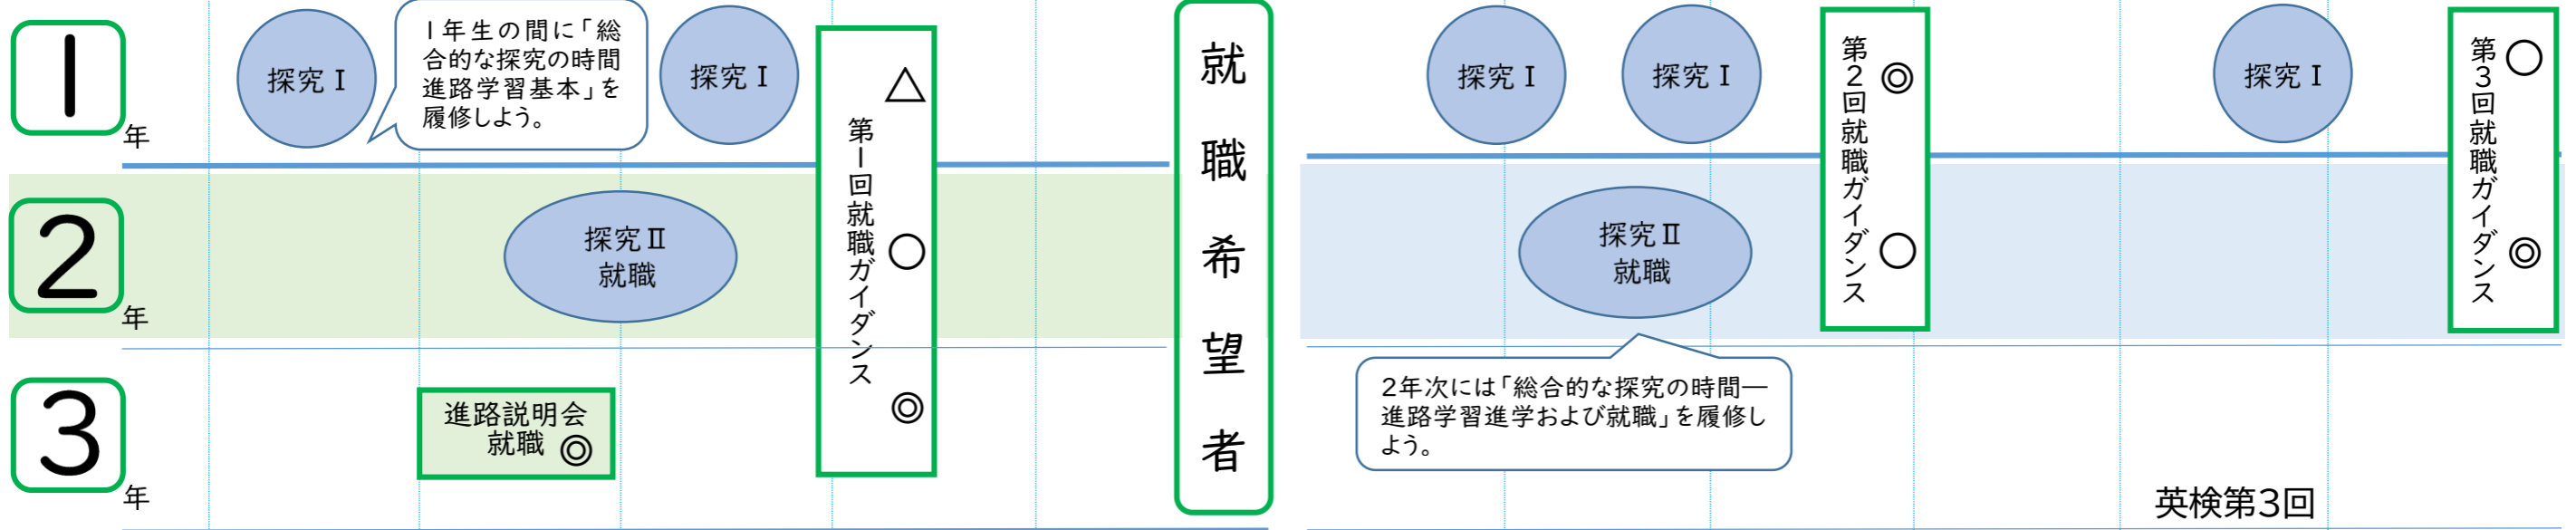 1
年
探究Ⅰ
1年生の間に「総
合的な探究の時間
進路学習基本」を
履修しよう。
探究Ⅰ
2
年
探究Ⅱ
就職
3
年
進路説明会
就職 ◎
第1回就職ガイダンス
△
○
◎
就職希望者
探究Ⅰ
探究Ⅰ
第2回就職ガイダンス
◎
○
探究Ⅰ
第3回就職ガイダンス
○
◎
探究Ⅱ
就職
2年次には「総合的な探究の時間―
進路学習進学および就職」を履修し
よう。
英検第3回